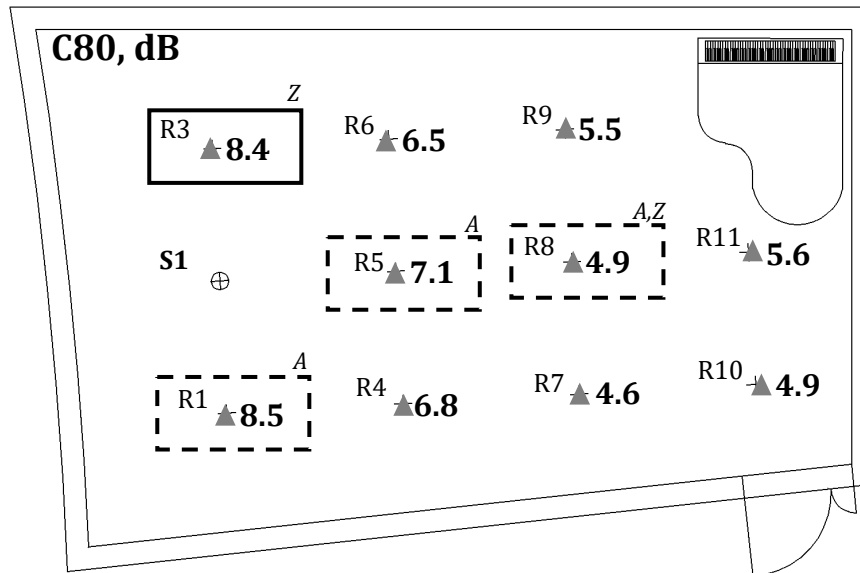 C80, dB
Z
R3 8.4
R6 6.5
R9 5.5
A
A,Z
S1
R5 7.1
R8 4.9
R11 5.6
A
R1 8.5
R4 6.8
R7 4.6
R10 4.9